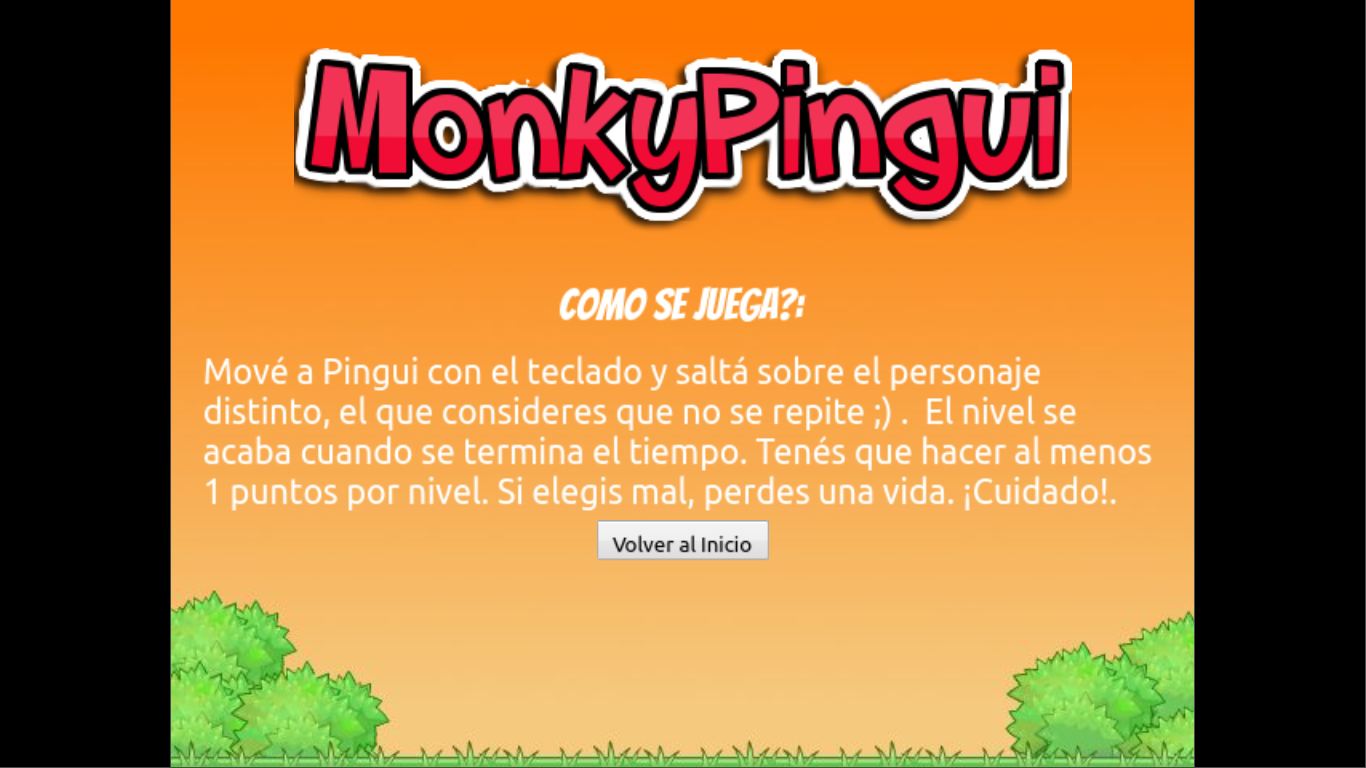 MonkyPingui
COMO SE JUEGA?:
Mové a Pingui con el teclado y saltá sobre el personaje
distinto, el que consideres que no se repite ;) .  El nivel se
acaba cuando se termina el tiempo. Tenés que hacer al menos
1 puntos por nivel. Si elegis mal, perdes una vida. ¡Cuidado!.
Volver al Inicio